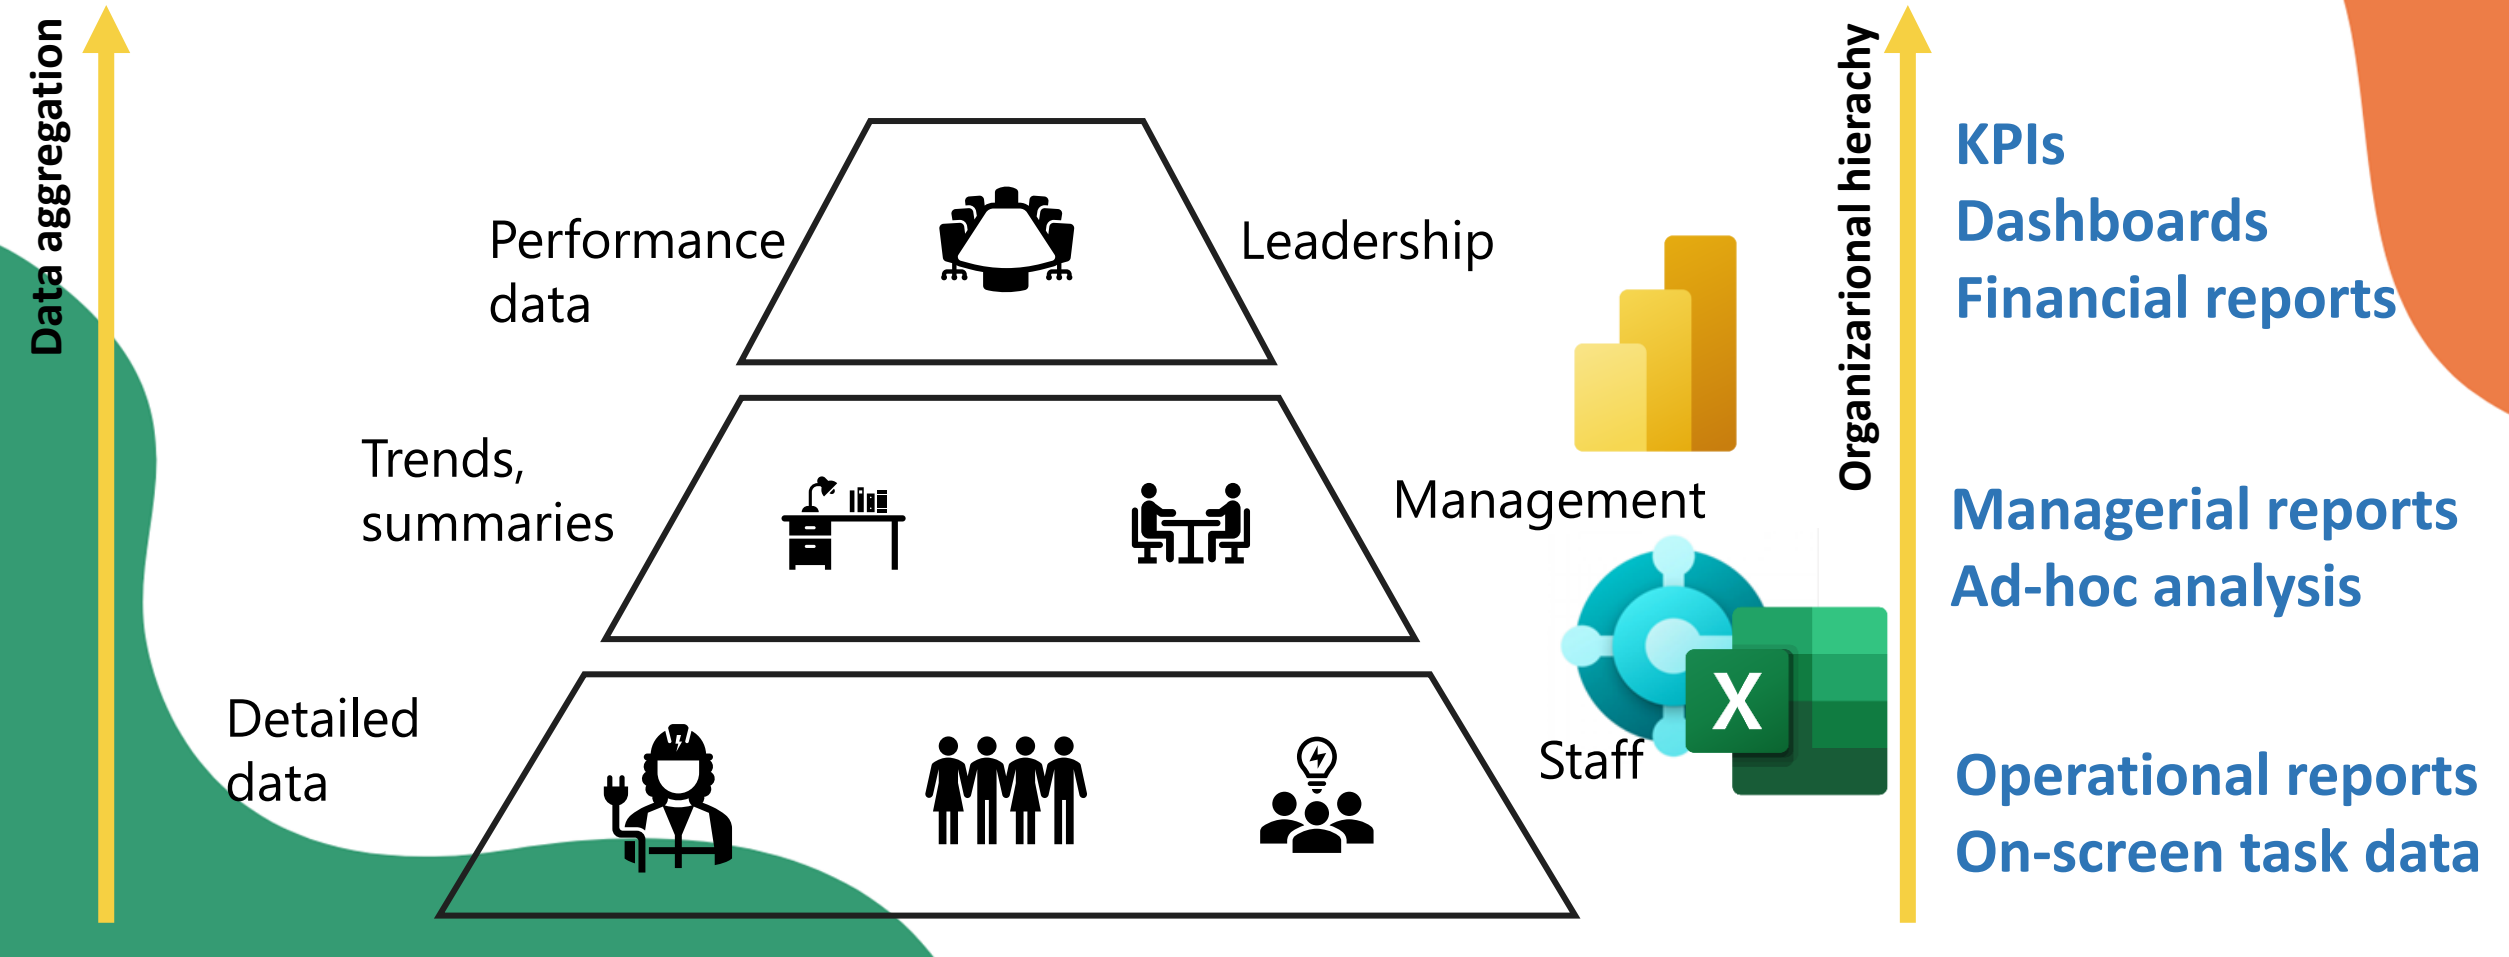 Data aggregation
Performance
data
Leadership
Trends,
summaries
Management
Detailed
data
Staff
X
Organizarional hierachy
KPIs
Dashboards
Financial reports
Managerial reports
Ad-hoc analysis
Operational reports
On-screen task data